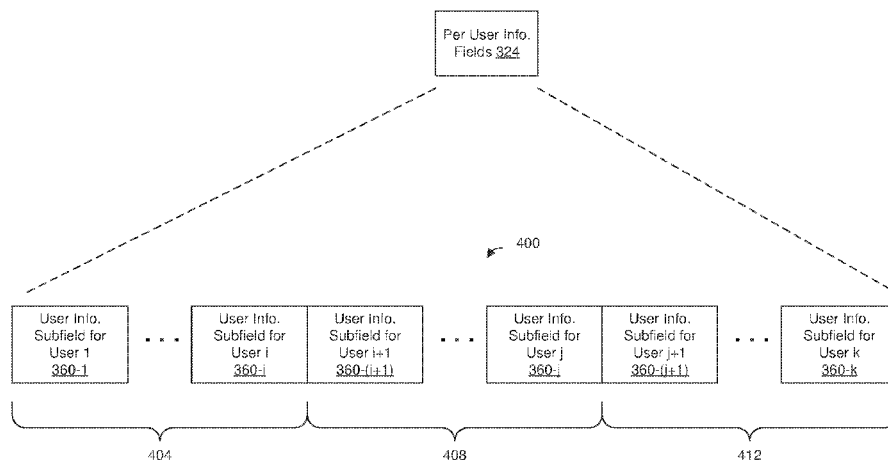 Per User Info.
Fields 324
400
User Info.
Subfield for
User 1
360-1
User Info.
Subfield for
User i
360-i
User Info.
Subfield for
User i+1
360-(i+1)
User Info.
Subfield for
User j
360-j
User Info.
Subfield for
User j+1
360-(j+1)
User Info.
Subfield for
User k
360-k
404
408
412